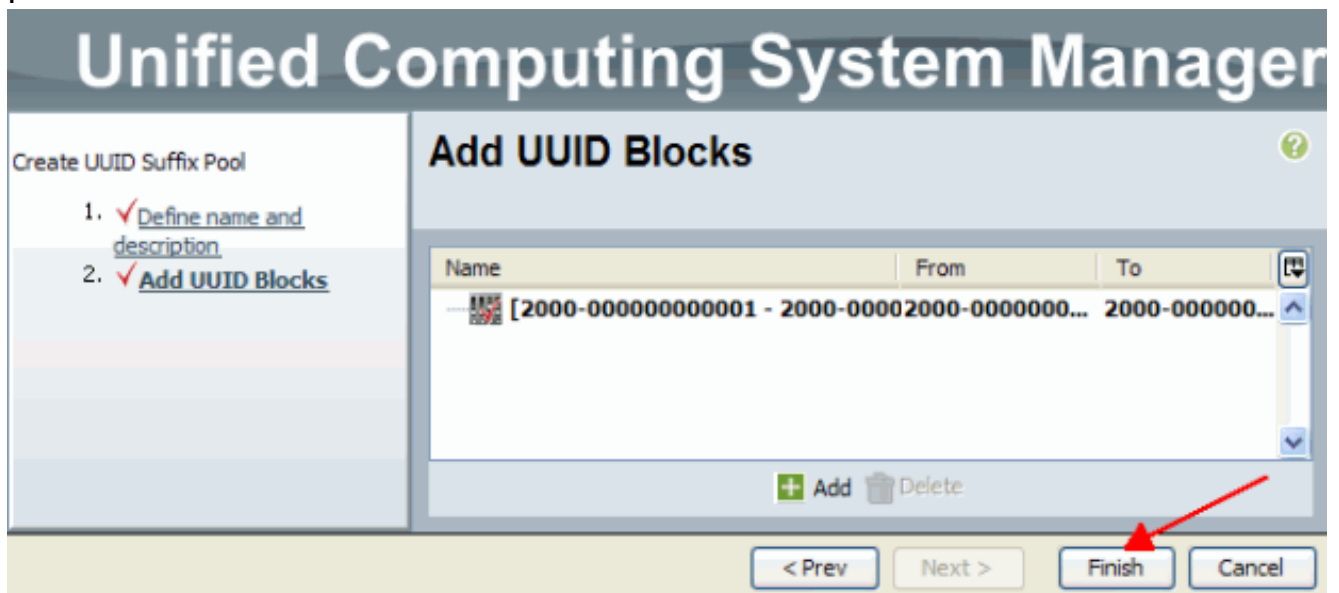 Unified Computing System Manager
Create UUID Suffix Pool
1. Define name and
description
2. Add UUID Blocks
Add UUID Blocks
?
Name From To
[2000-000000000001 - 2000-0000 2000-0000000... 2000-000000...
Add Delete
< Prev Next > Finish Cancel